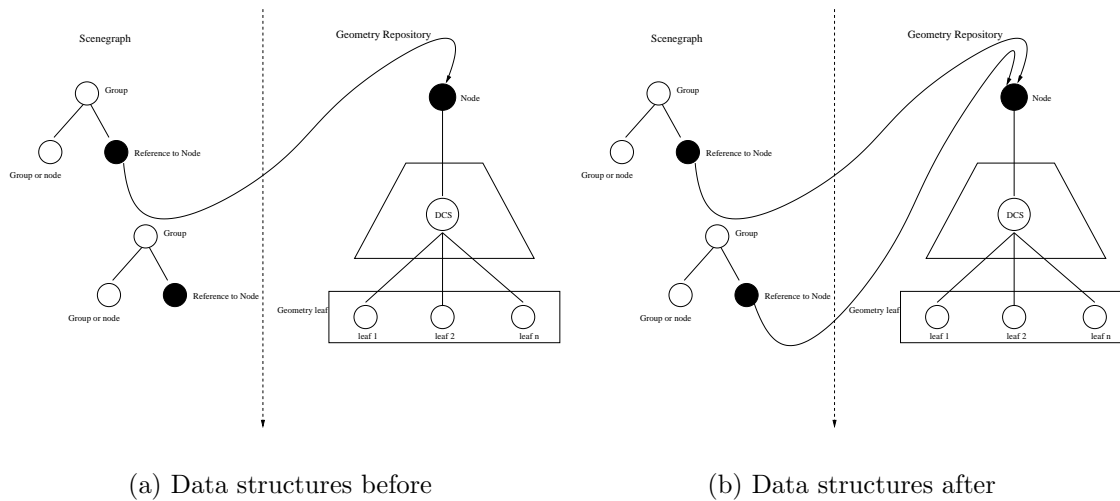 Scenegraph
Geometry Repository
Group
Node
Reference to Node
Group or node
DCS
Group
Reference to Node
Group or node
Geometry leaf
leaf 1
leaf 2
leaf n
(a) Data structures before
Scenegraph
Geometry Repository
Group
Node
Reference to Node
Group or node
DCS
Group
Reference to Node
Group or node
Geometry leaf
leaf 1
leaf 2
leaf n
(b) Data structures after